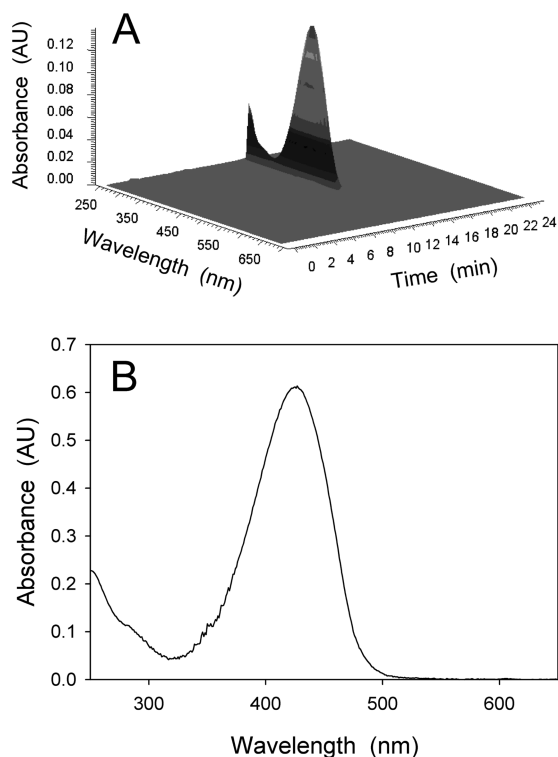 A
Absorbance (AU)
0.12
0.10
0.08
0.06
0.04
0.02
0.00
250
350
450
550
650
Wavelength (nm)
0 2 4 6 8 10 12 14 16 18 20 22 24
Time (min)
B
Absorbance (AU)
0.7
0.6
0.5
0.4
0.3
0.2
0.1
0.0
300 400 500 600
Wavelength (nm)